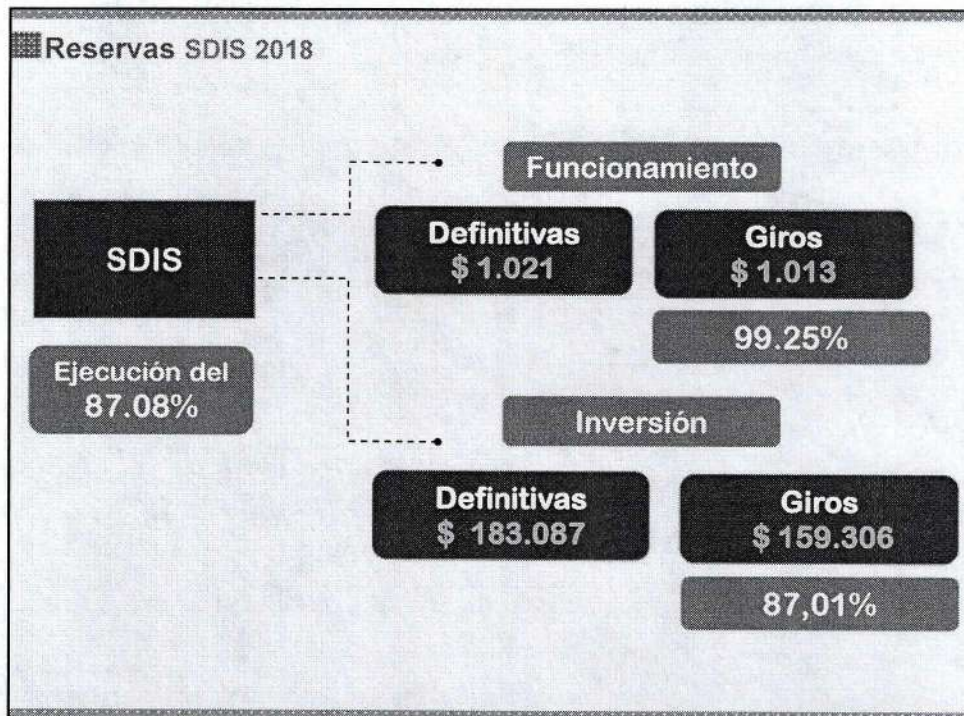 Reservas SDIS 2018
SDIS
Ejecución del
87.08%
Funcionamiento
Definitivas
$ 1.021
Giros
$ 1.013
99.25%
Inversión
Definitivas
$ 183.087
Giros
$ 159.306
87,01%